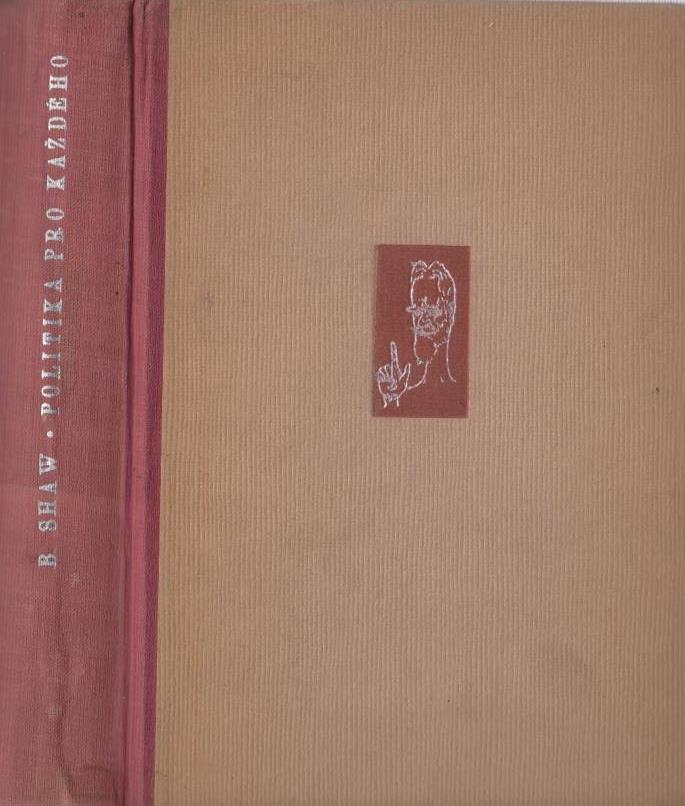 B. SHAW • POLITIKA PRO KAŽDÉHO